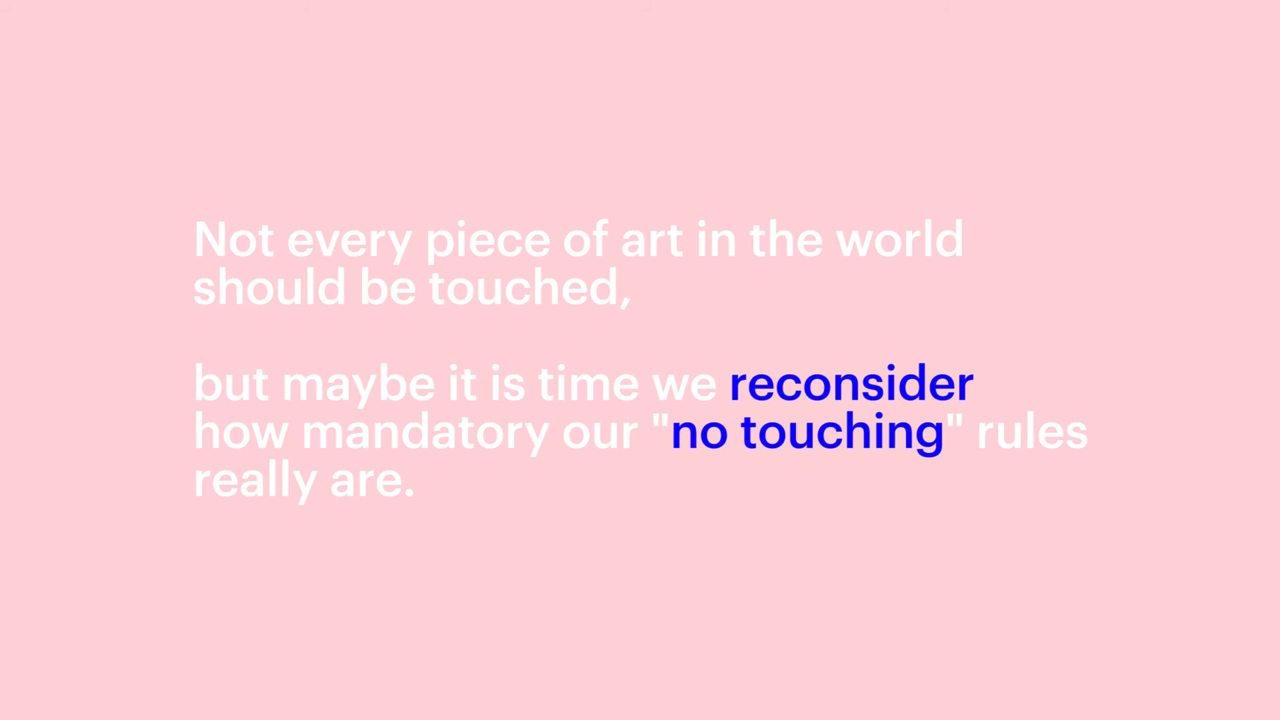 Not every piece of art in the world
should be touched,
but maybe it is time we reconsider
how mandatory our "no touching" rules
really are.